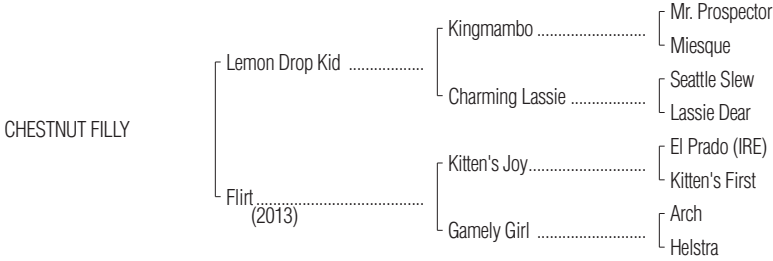 Mr. Prospector
Kingmambo ..........................
Miesque
Lemon Drop Kid ..................
Seattle Slew
Charming Lassie ..................
Lassie Dear
CHESTNUT FILLY
El Prado (IRE)
Kitten's Joy............................
Kitten's First
Flirt ........................................
(2013)
Arch
Gamely Girl ..........................
Helstra